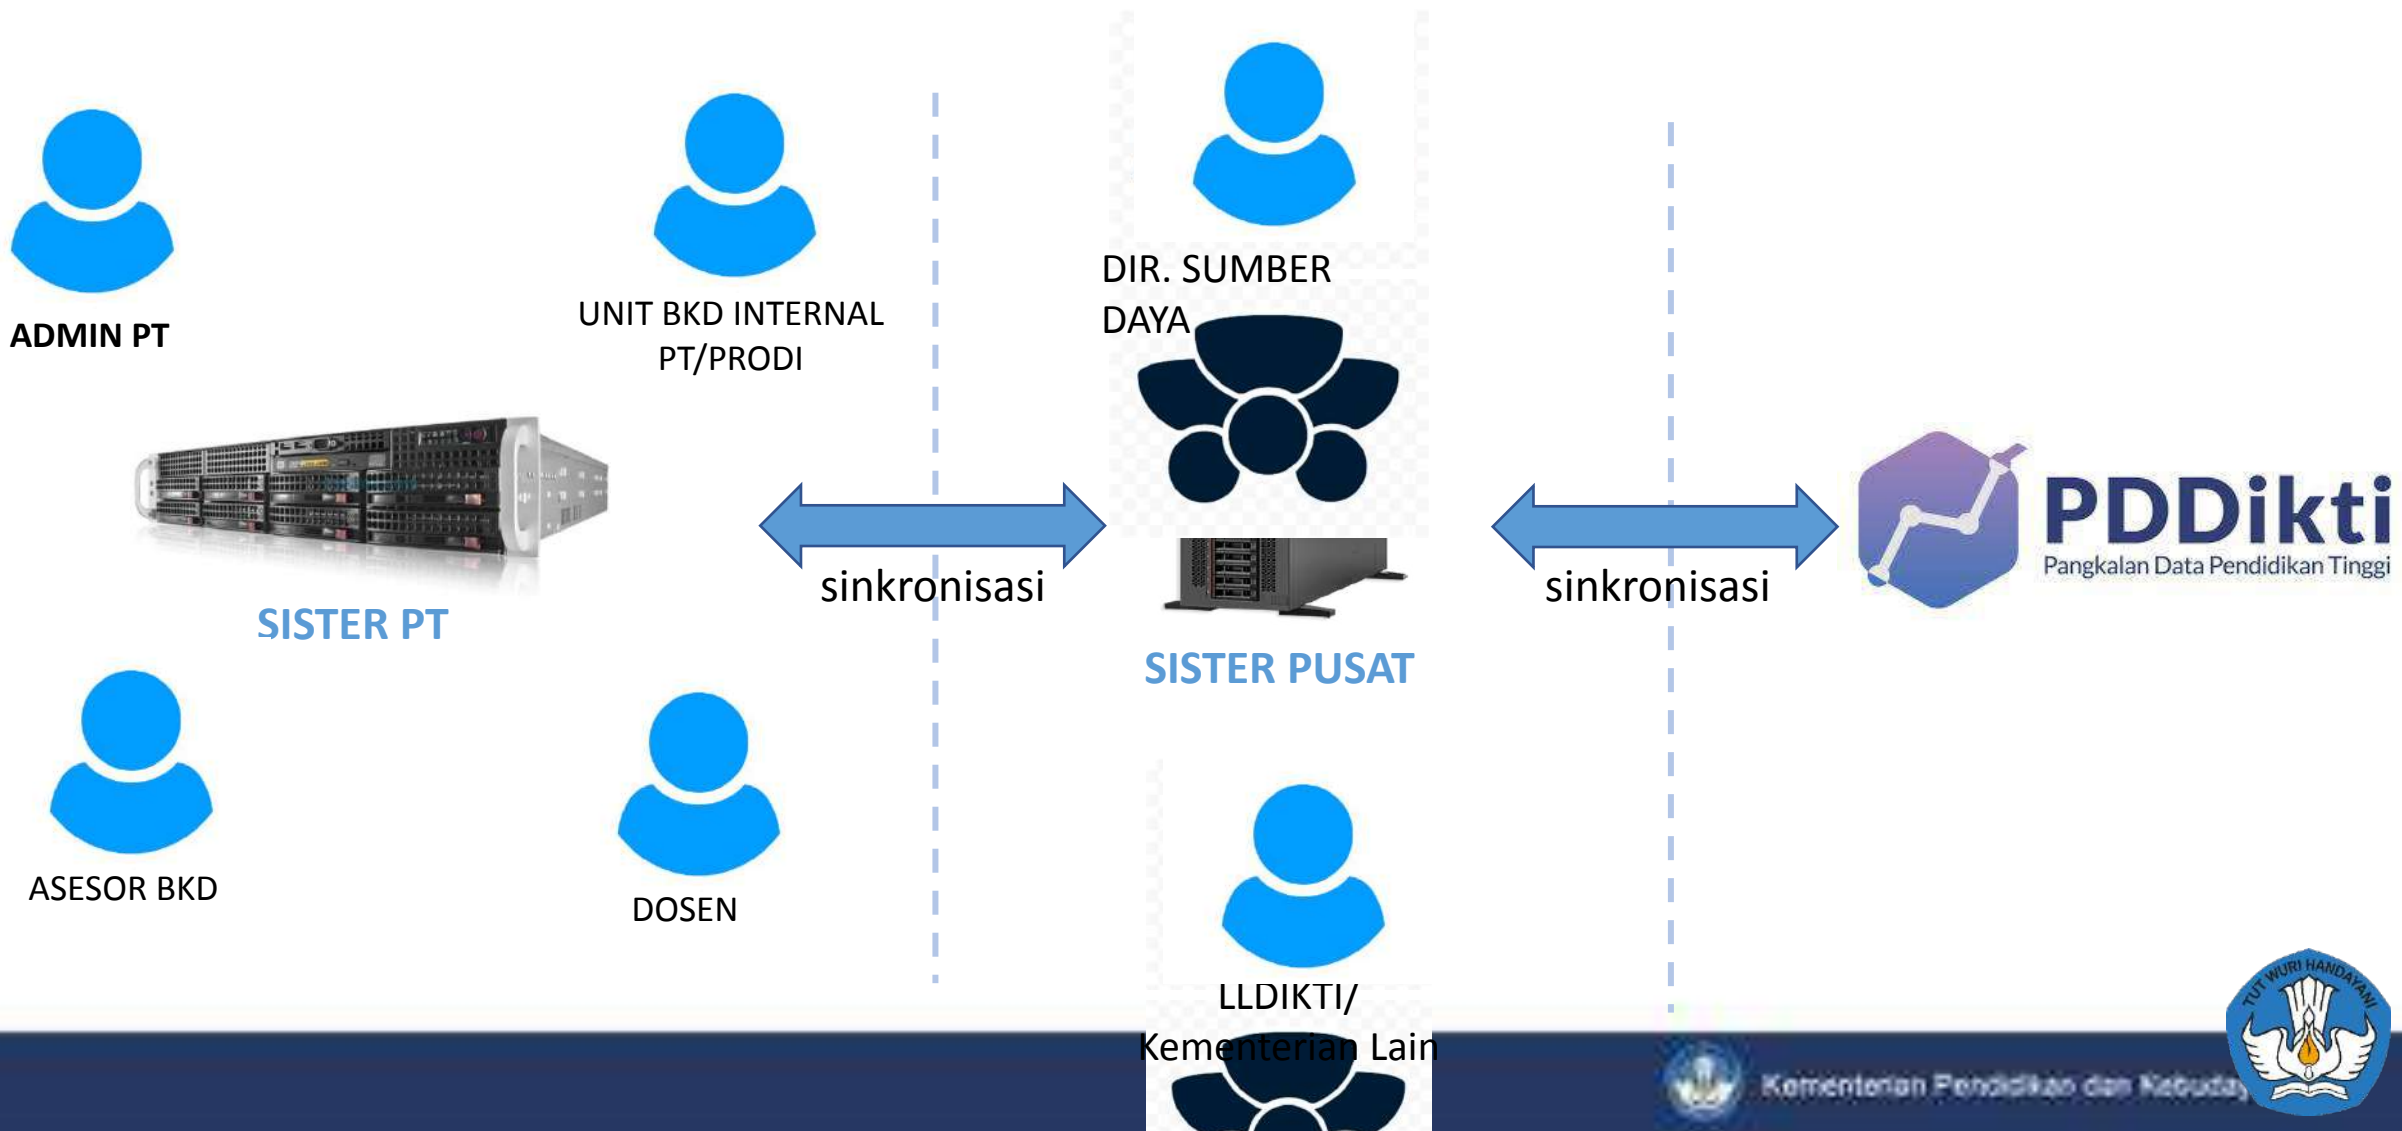 ADMIN PT
UNIT BKD INTERNAL
PT/PRODI
DIR. SUMBER
DAYA
SISTER PT
sinkronisasi
SISTER PUSAT
sinkronisasi
PDDikti
Pangkalan Data Pendidikan Tinggi
ASESOR BKD
DOSEN
LLDIKTI/
Kementerian Lain
TUT WURI HANDAYANI
Kementerian Pendidikan dan